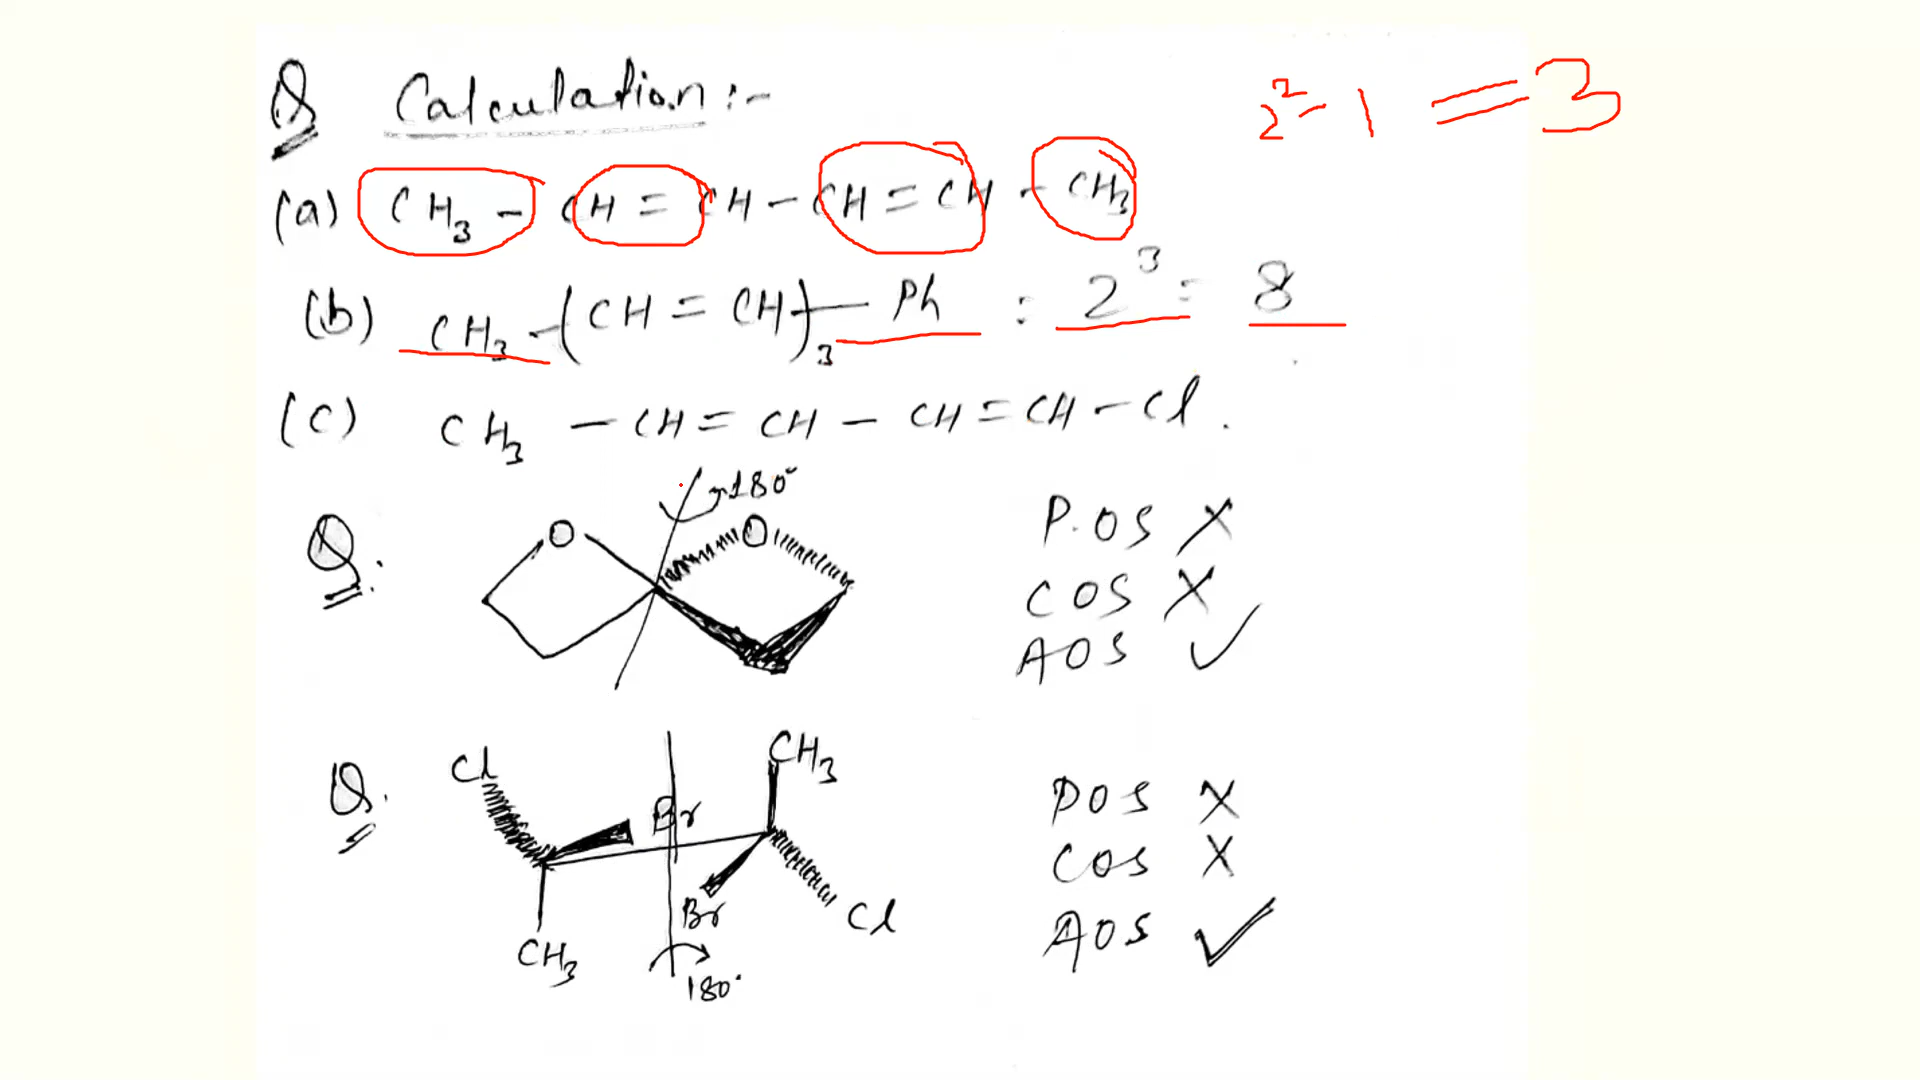 Q Calculation :-
2² - 1 = 3
(a) CH₃ - CH = CH - CH = CH - CH₃
(b) CH₃ -(CH = CH)₃— Ph : 2³ = 8
(c) CH₃ - CH = CH - CH = CH - Cl.
180°
Q. O O
P.OS X
COS X
AOS ✓
Q. Cl CH₃
Br
Br Cl
CH₃
180°
POS X
COS X
AOS ✓